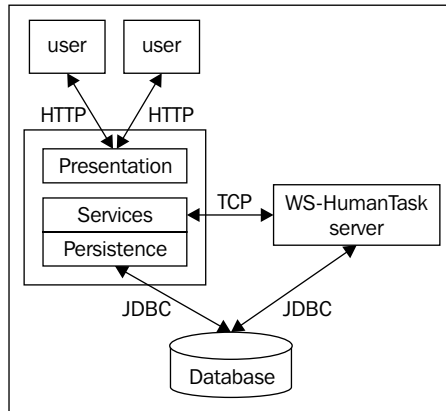 user
user
HTTP
HTTP
Presentation
Services
TCP
WS-HumanTask
server
Persistence
JDBC
JDBC
Database